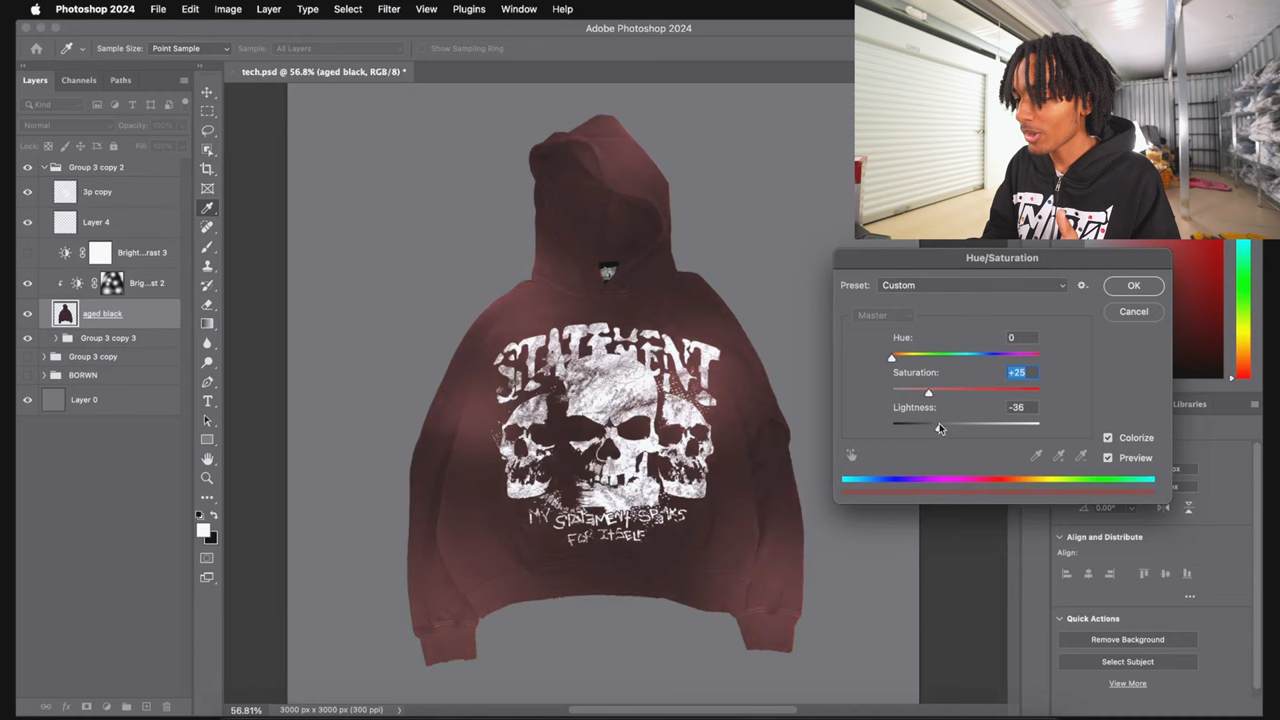 Photoshop 2024 File Edit Image Layer Type Select Filter View Plugins Window Help
Adobe Photoshop 2024
Sample Size: Point Sample Sample: All Layers Show Sampling Ring
Layers Channels Paths
tech.psd @ 56.8% (aged black, RGB/8) *
Kind
Normal Opacity: 100%
Lock: Fill: 100%
Group 3 copy 2
3p copy
Layer 4
Bright...rast 3
Brig...st 2
aged black
Group 3 copy 3
Group 3 copy
BORWN
Layer 0
STATEMENT
MY STATEMENT SPEAKS
FOR ITSELF
Hue/Saturation
Preset: Custom
OK
Master
Cancel
Hue: 0
Saturation: +25
Lightness: -36
Colorize
Preview
Libraries
px
px
0.00°
Align and Distribute
Align:
Quick Actions
Remove Background
Select Subject
View More
56.81% 3000 px x 3000 px (300 ppi)